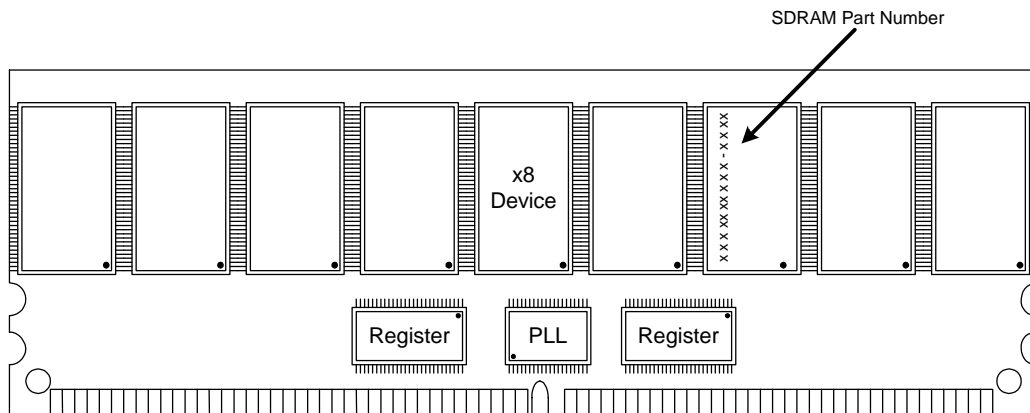 SDRAM Part Number
x8
Device
Register
PLL
Register